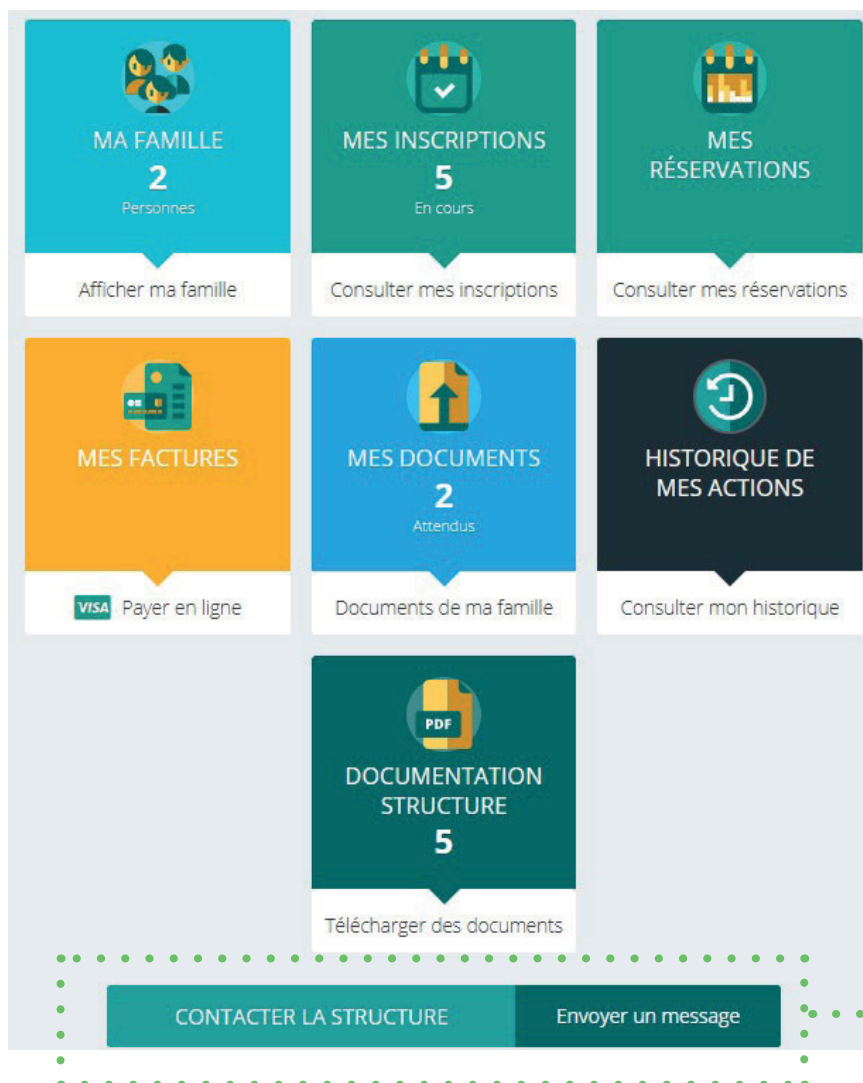 MA FAMILLE
2
Personnes
Afficher ma famille
MES INSCRIPTIONS
5
En cours
Consulter mes inscriptions
MES
RÉSERVATIONS
Consulter mes réservations
MES FACTURES
VISA Payer en ligne
MES DOCUMENTS
2
Attendus
Documents de ma famille
HISTORIQUE DE
MES ACTIONS
Consulter mon historique
PDF
DOCUMENTATION
STRUCTURE
5
Télécharger des documents
CONTACTER LA STRUCTURE
Envoyer un message